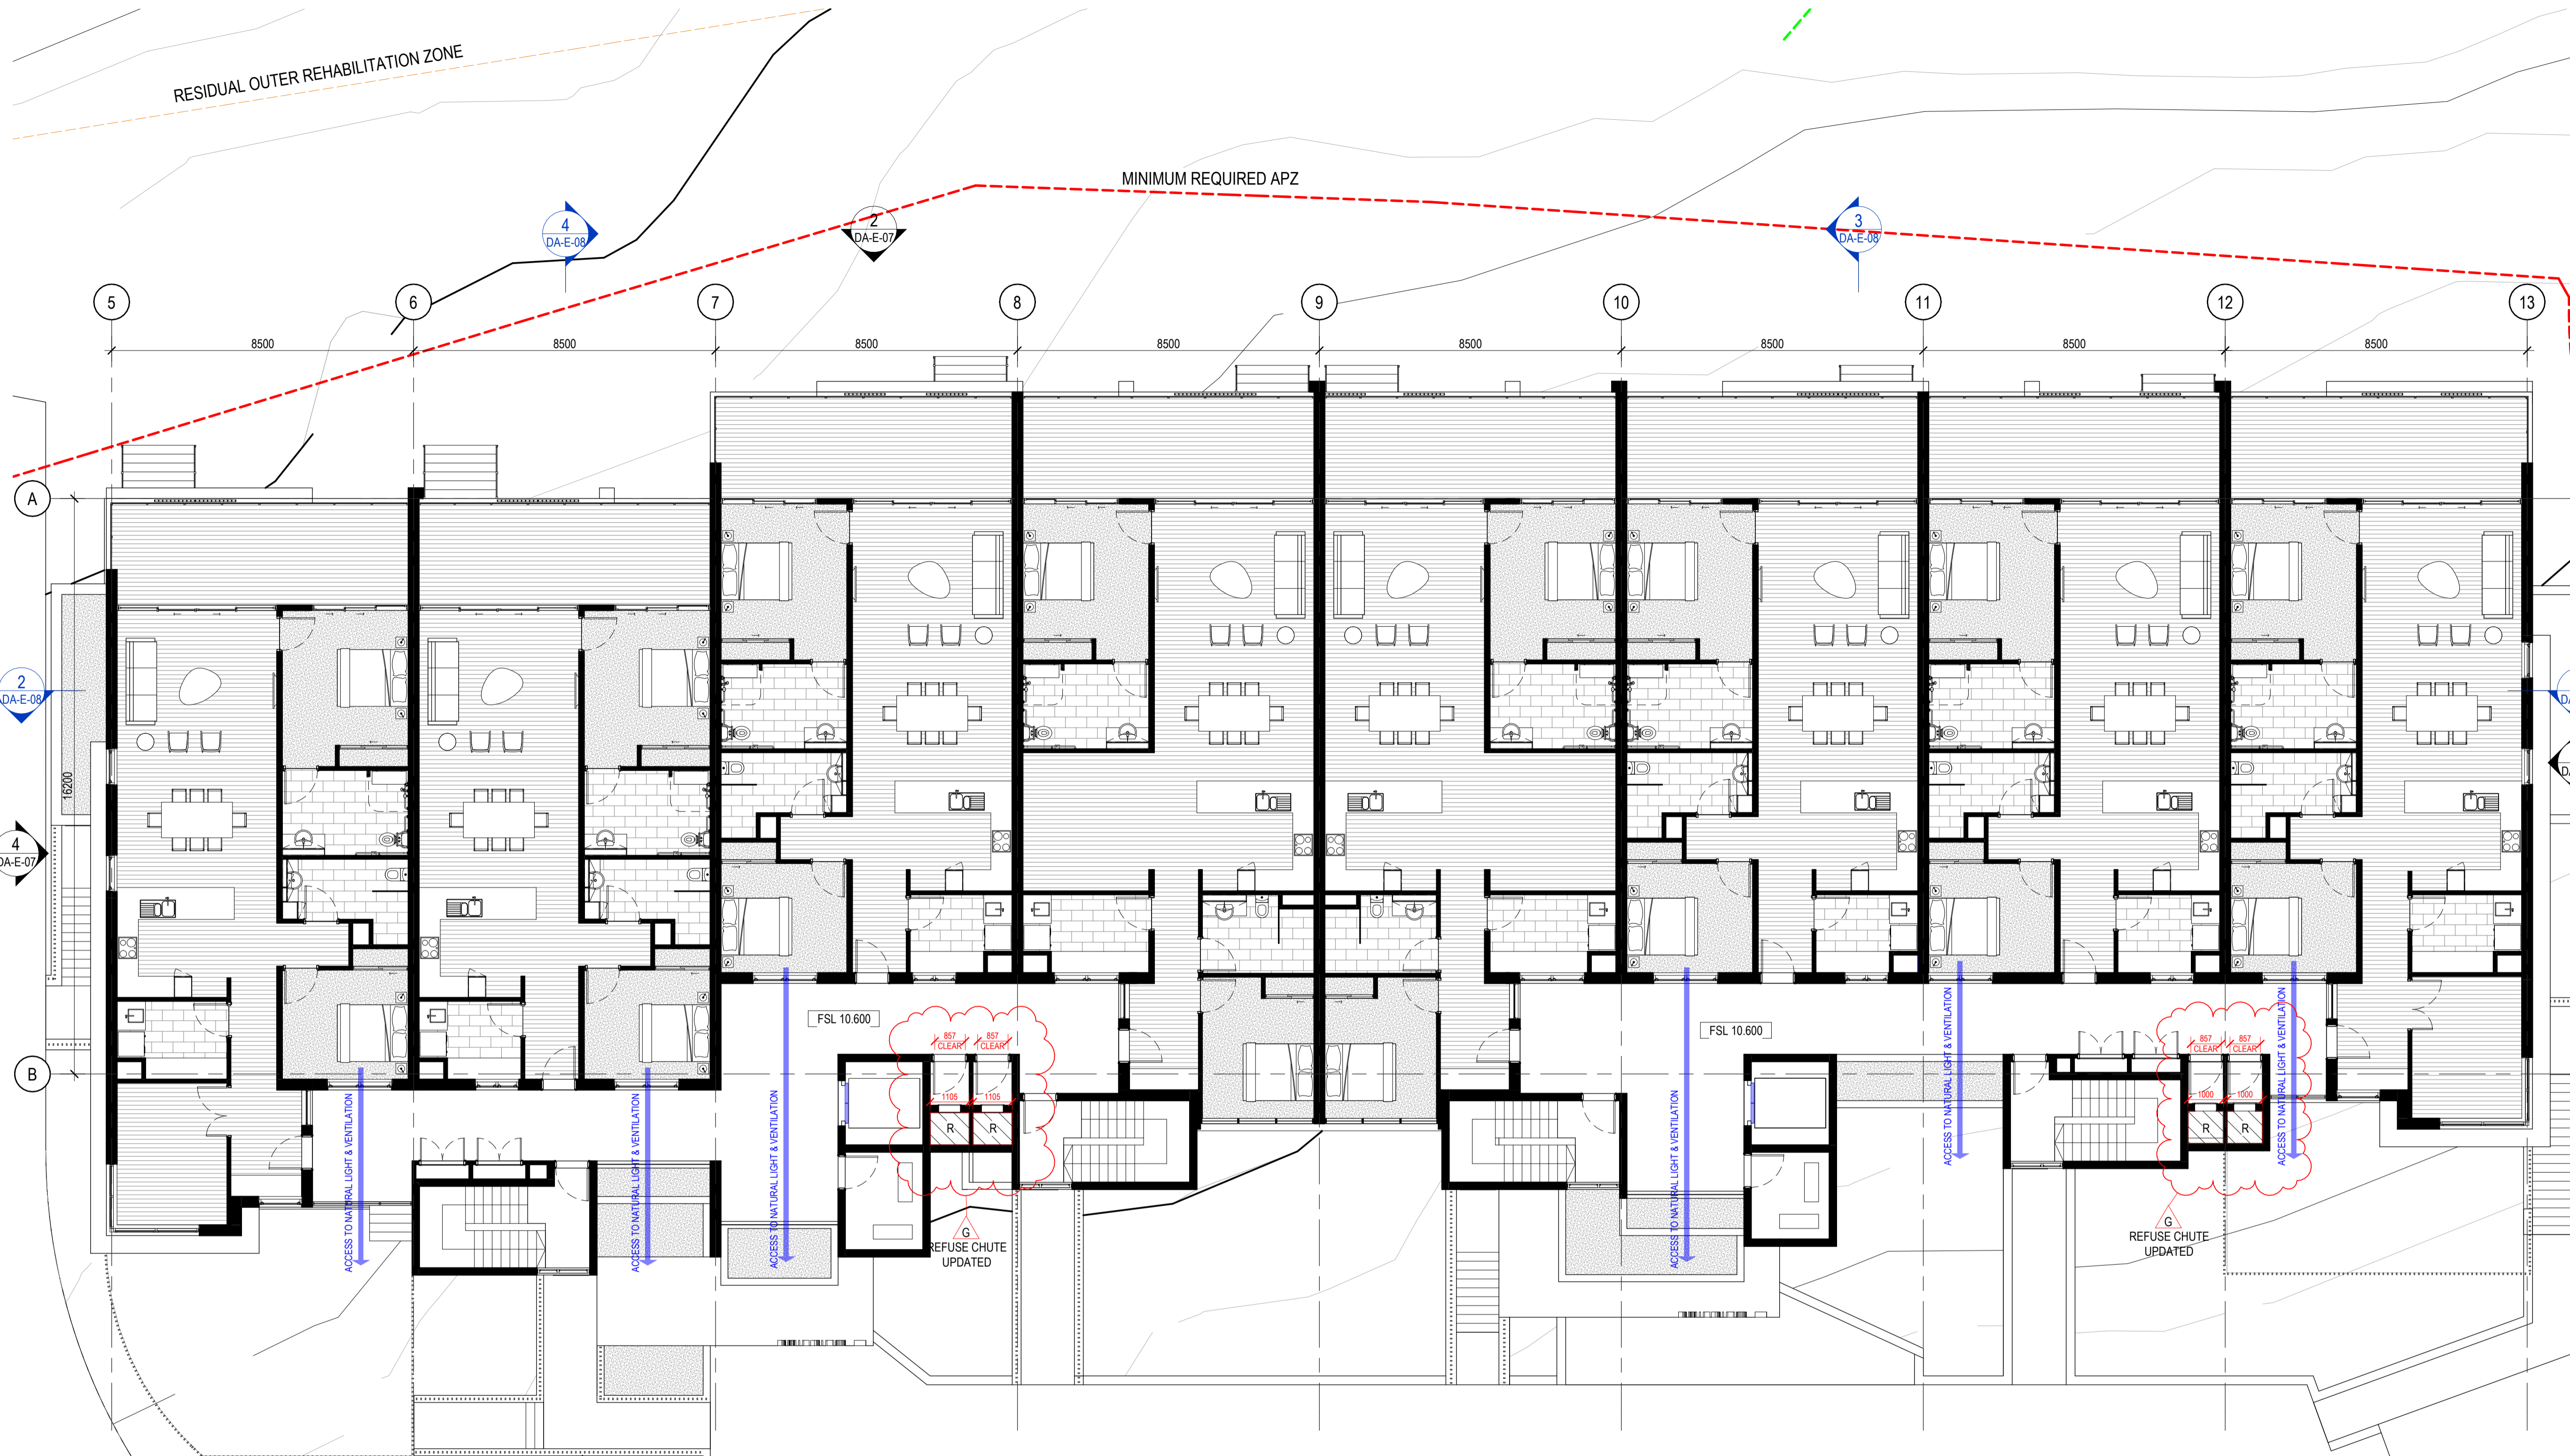 RESIDUAL OUTER REHABILITATION ZONE
MINIMUM REQUIRED APZ
4
DA-E-08
2
DA-E-07
3
DA-E-08
5
6
7
8
9
10
11
12
13
8500
8500
8500
8500
8500
8500
8500
8500
A
2
DA-E-08
16200
4
DA-E-07
B
FSL 10.600
FSL 10.600
857
CLEAR
857
CLEAR
857
CLEAR
857
CLEAR
1105
1105
1000
1000
R
R
R
R
ACCESS TO NATURAL LIGHT & VENTILATION
ACCESS TO NATURAL LIGHT & VENTILATION
ACCESS TO NATURAL LIGHT & VENTILATION
ACCESS TO NATURAL LIGHT & VENTILATION
ACCESS TO NATURAL LIGHT & VENTILATION
ACCESS TO NATURAL LIGHT & VENTILATION
G
REFUSE CHUTE
UPDATED
G
REFUSE CHUTE
UPDATED